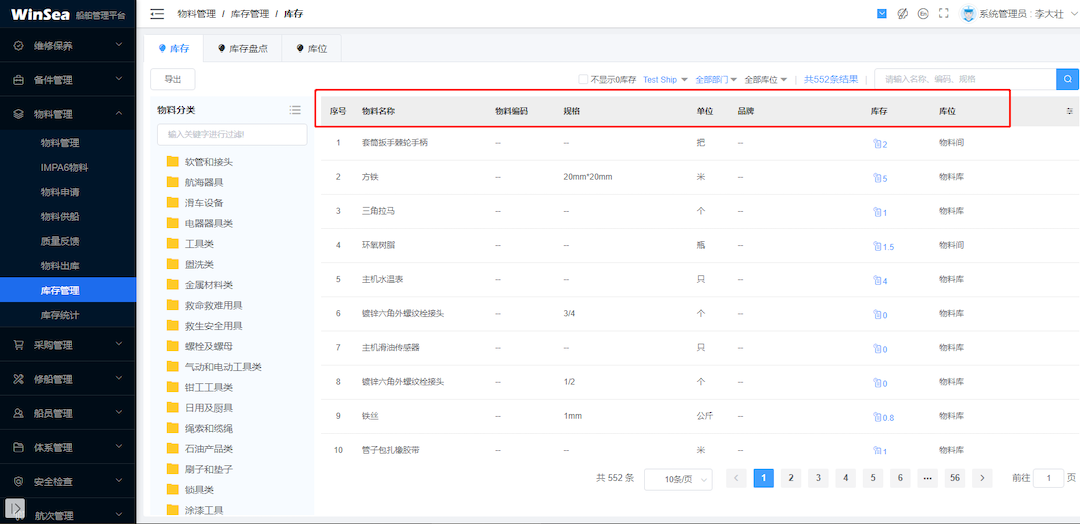 WinSea 船舶管理平台
维修保养
备件管理
物料管理
物料管理
IMPA6物料
物料申请
物料供船
质量反馈
物料出库
库存管理
库存统计
采购管理
修船管理
船员管理
体系管理
安全检查
航次管理
物料管理 / 库存管理 / 库存
系统管理员 : 李大壮
库存
库存盘点
库位
导出
不显示0库存 Test Ship 全部部门 全部库位 共552条结果 请输入名称、编码、规格
物料分类
输入关键字进行过滤!
软管和接头
航海器具
滑车设备
电器器具类
工具类
盥洗类
金属材料类
救命救难用具
救生安全用具
螺栓及螺母
气动和电动工具类
钳工工具类
日用及厨具
绳索和缆绳
石油产品类
刷子和垫子
锁具类
涂漆工具
序号 物料名称 物料编码 规格 单位 品牌 库存 库位
1 套筒扳手棘轮手柄 -- -- 把 -- 2 物料间
2 方铁 -- 20mm*20mm 米 -- 5 物料库
3 三角拉马 -- -- 个 -- 1 物料库
4 环氧树脂 -- -- 瓶 -- 1.5 物料间
5 主机水温表 -- -- 只 -- 4 物料库
6 镀锌六角外螺纹栓接头 -- 3/4 个 -- 0 物料库
7 主机滑油传感器 -- -- 只 -- 0 物料库
8 镀锌六角外螺纹栓接头 -- 1/2 个 -- 0 物料库
9 铁丝 -- 1mm 公斤 -- 0.8 物料库
10 管子包扎橡胶带 -- -- 米 -- 1 物料库
共 552 条 10条/页 1 2 3 4 5 6 ··· 56 前往 1 页